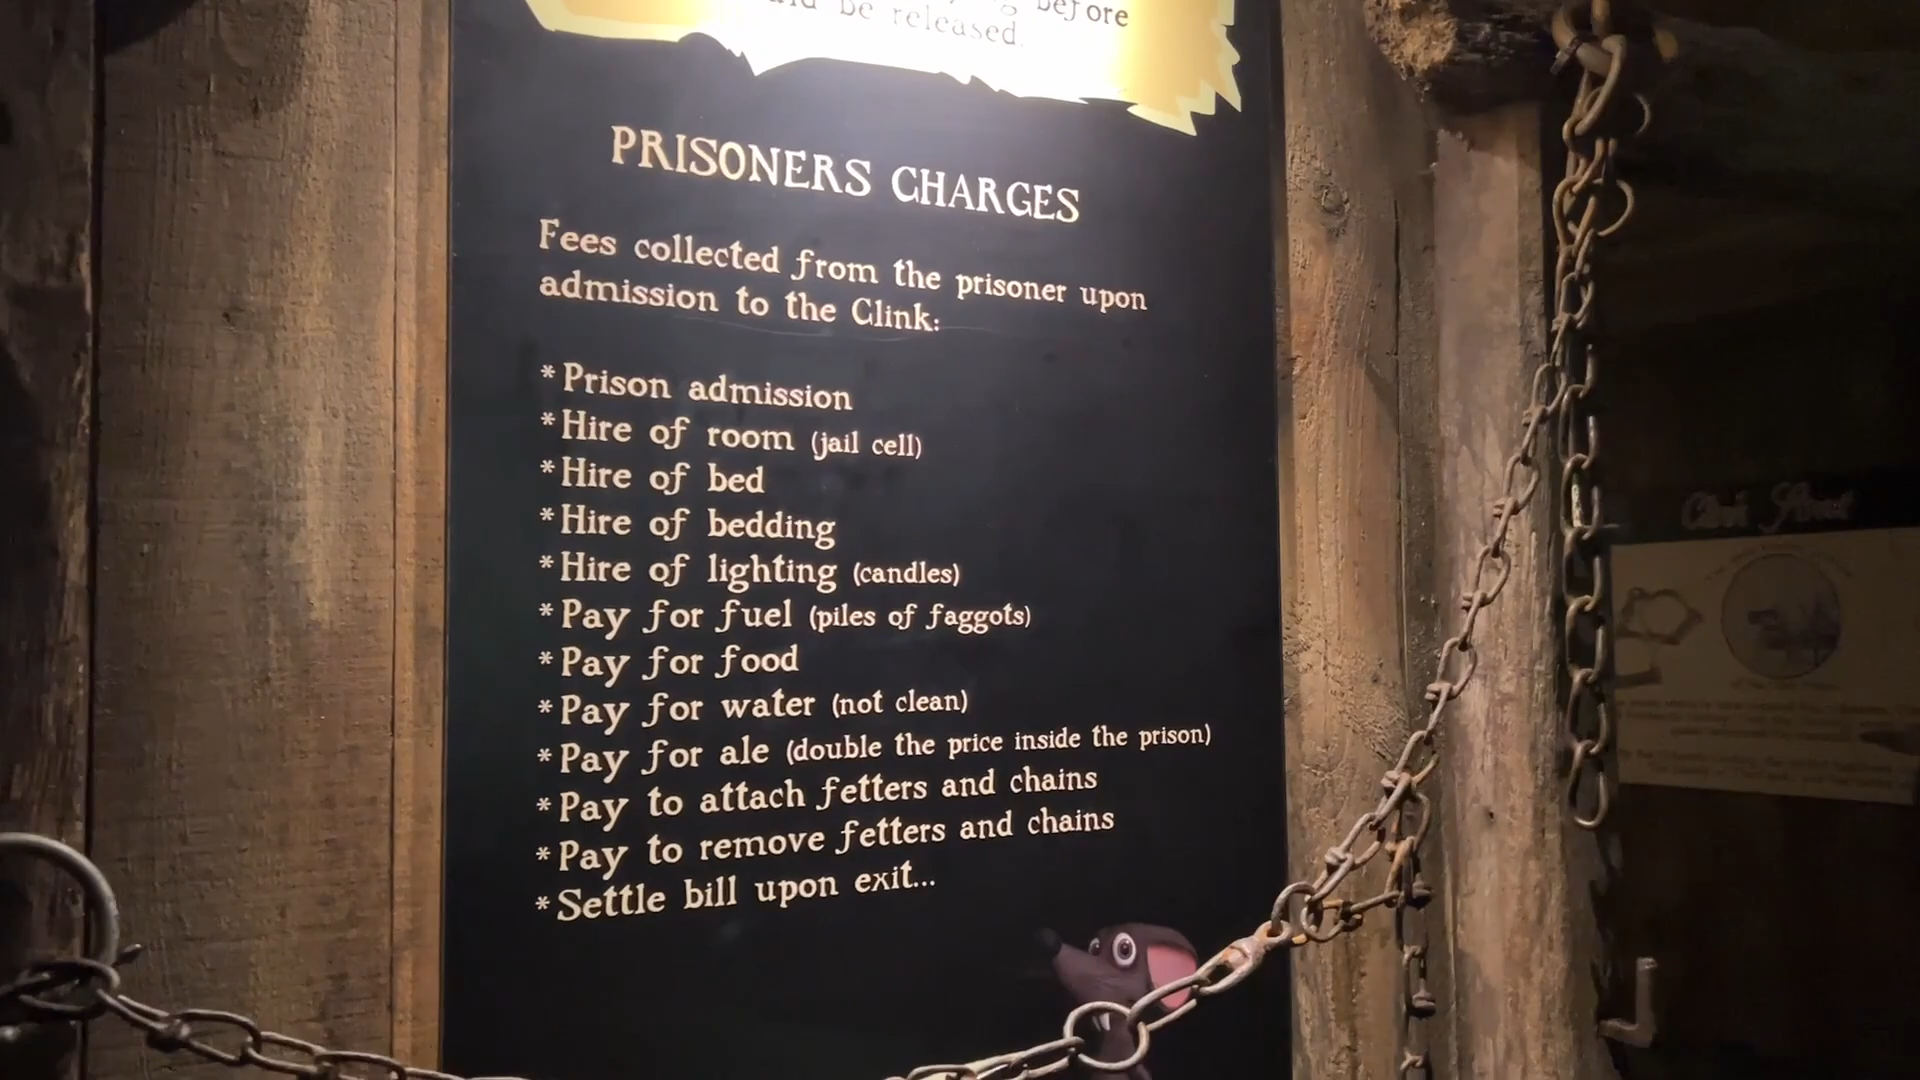 before
be released.
PRISONERS CHARGES
Fees collected from the prisoner upon
admission to the Clink:
*Prison admission
*Hire of room (jail cell)
*Hire of bed
*Hire of bedding
*Hire of lighting (candles)
*Pay for fuel (piles of faggots)
*Pay for food
*Pay for water (not clean)
*Pay for ale (double the price inside the prison)
*Pay to attach fetters and chains
*Pay to remove fetters and chains
*Settle bill upon exit...